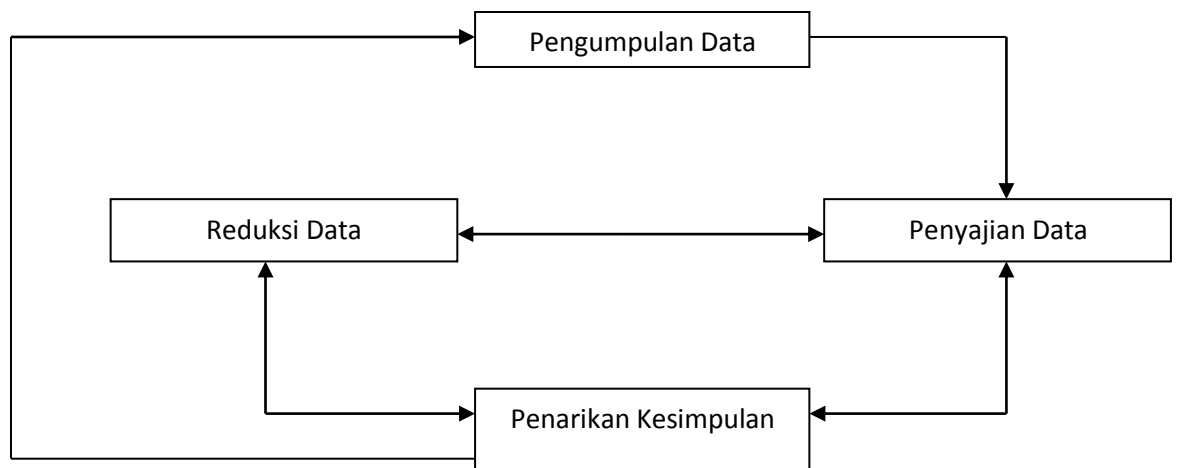 Pengumpulan Data
Reduksi Data
Penyajian Data
Penarikan Kesimpulan